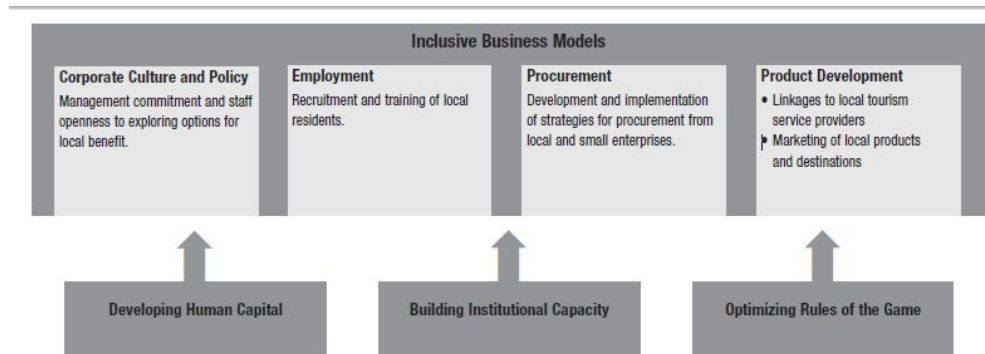 Inclusive Business Models
Corporate Culture and Policy
Management commitment and staff
openness to exploring options for
local benefit.
Employment
Recruitment and training of local
residents.
Procurement
Development and implementation
of strategies for procurement from
local and small enterprises.
Product Development
• Linkages to local tourism
service providers
• Marketing of local products
and destinations
Developing Human Capital
Building Institutional Capacity
Optimizing Rules of the Game